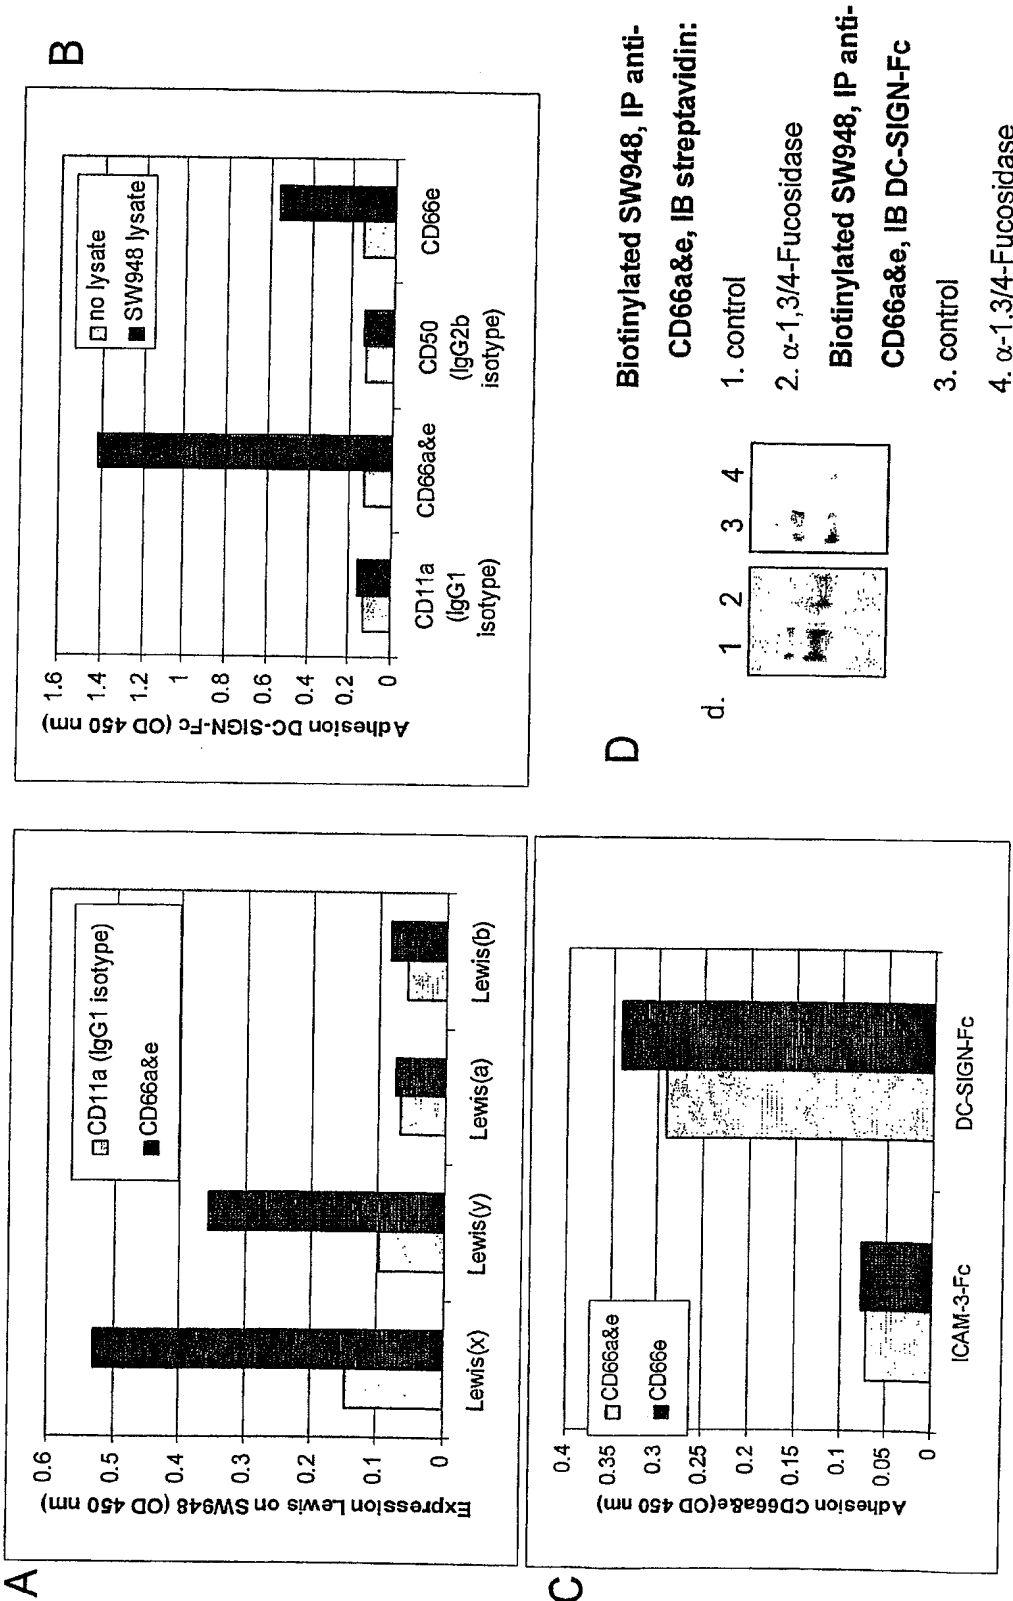 A
Expression Lewis on SW948 (OD 450 nm)
0.6
0.5
0.4
0.3
0.2
0.1
0
CD11a (IgG1 isotype)
CD66a&e
Lewis(x)
Lewis(y)
Lewis(a)
Lewis(b)
B
Adhesion DC-SIGN-Fc (OD 450 nm)
1.6
1.4
1.2
1
0.8
0.6
0.4
0.2
0
no lysate
SW948 lysate
CD11a
(IgG1
isotype)
CD66a&e
CD50
(IgG2b
isotype)
CD66e
C
Adhesion CD66a&e(OD 450 nm)
0.4
0.35
0.3
0.25
0.2
0.15
0.1
0.05
0
CD66a&e
CD66e
ICAM-3-Fc
DC-SIGN-Fc
D
d.
1 2 3 4
Biotinylated SW948, IP anti-
CD66a&e, IB streptavidin:
1. control
2. α-1,3/4-Fucosidase
Biotinylated SW948, IP anti-
CD66a&e, IB DC-SIGN-Fc
3. control
4. α-1,3/4-Fucosidase